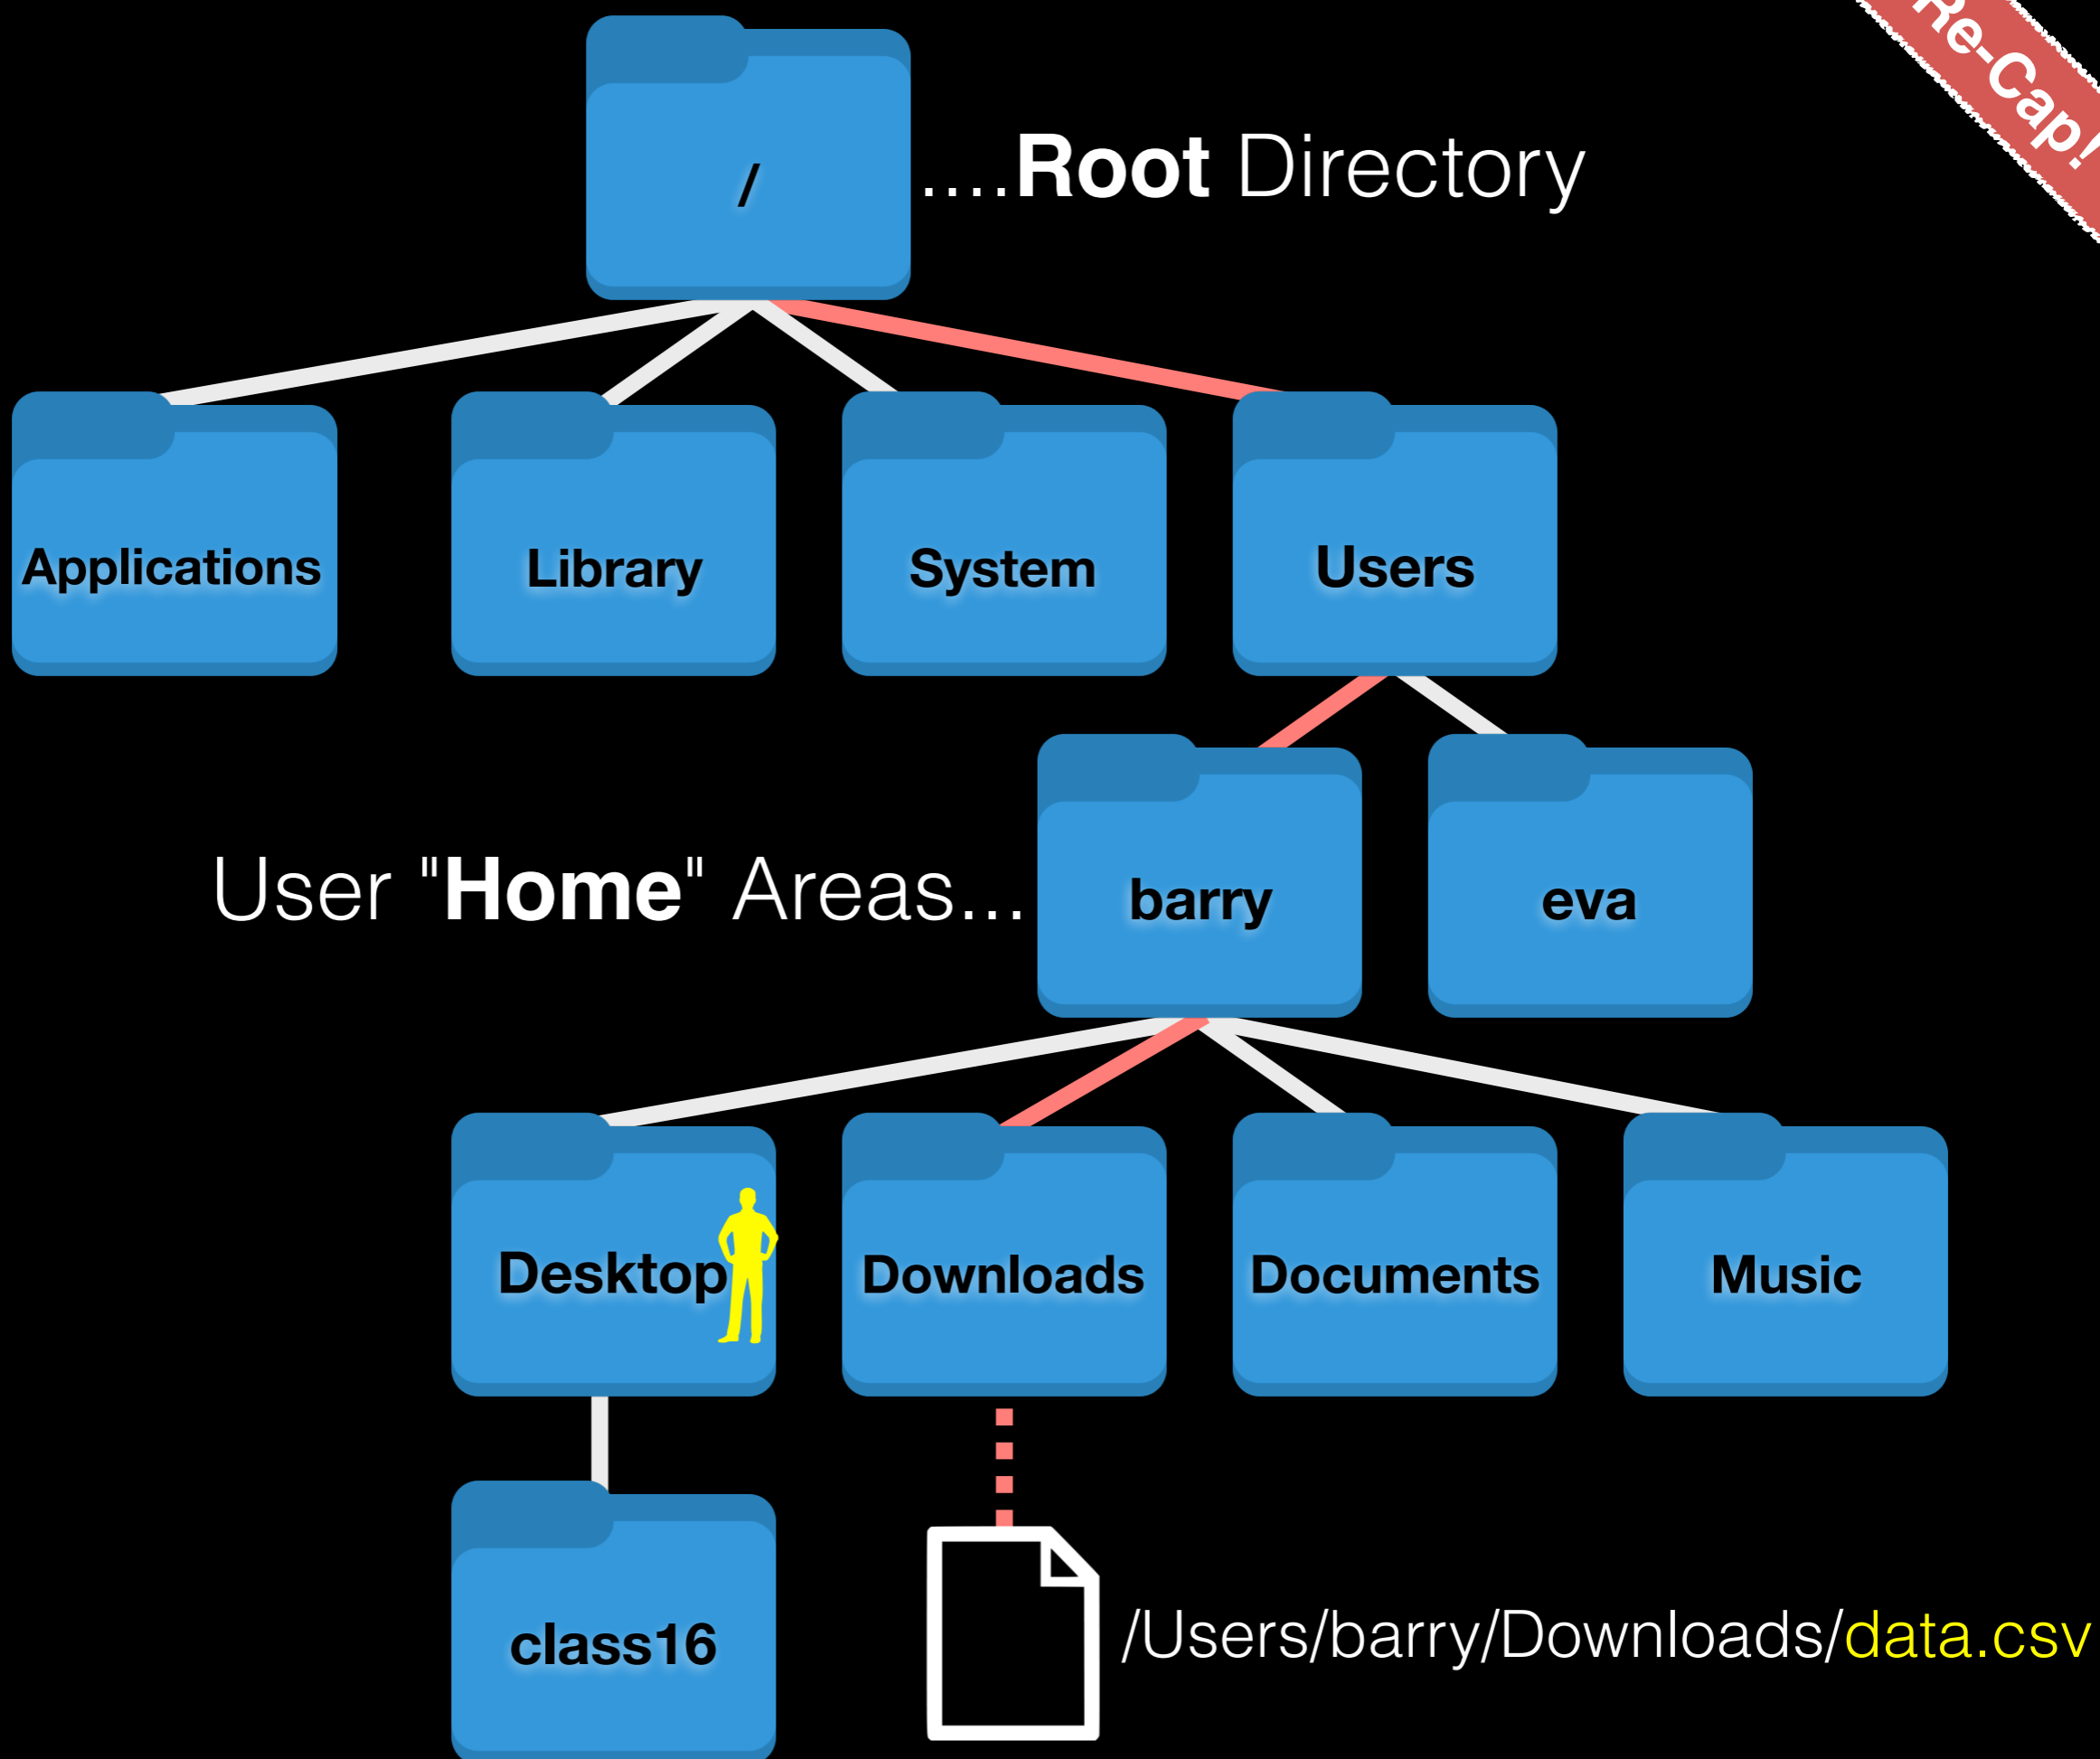 Re-Cap!
/
....Root Directory
Applications
Library
System
Users
User "Home" Areas...
barry
eva
Desktop
Downloads
Documents
Music
class16
/Users/barry/Downloads/data.csv